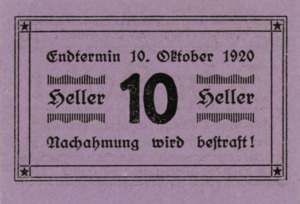 Endtermin 10. Oktober 1920
Heller 10 Heller
Nachahmung wird bestraft!